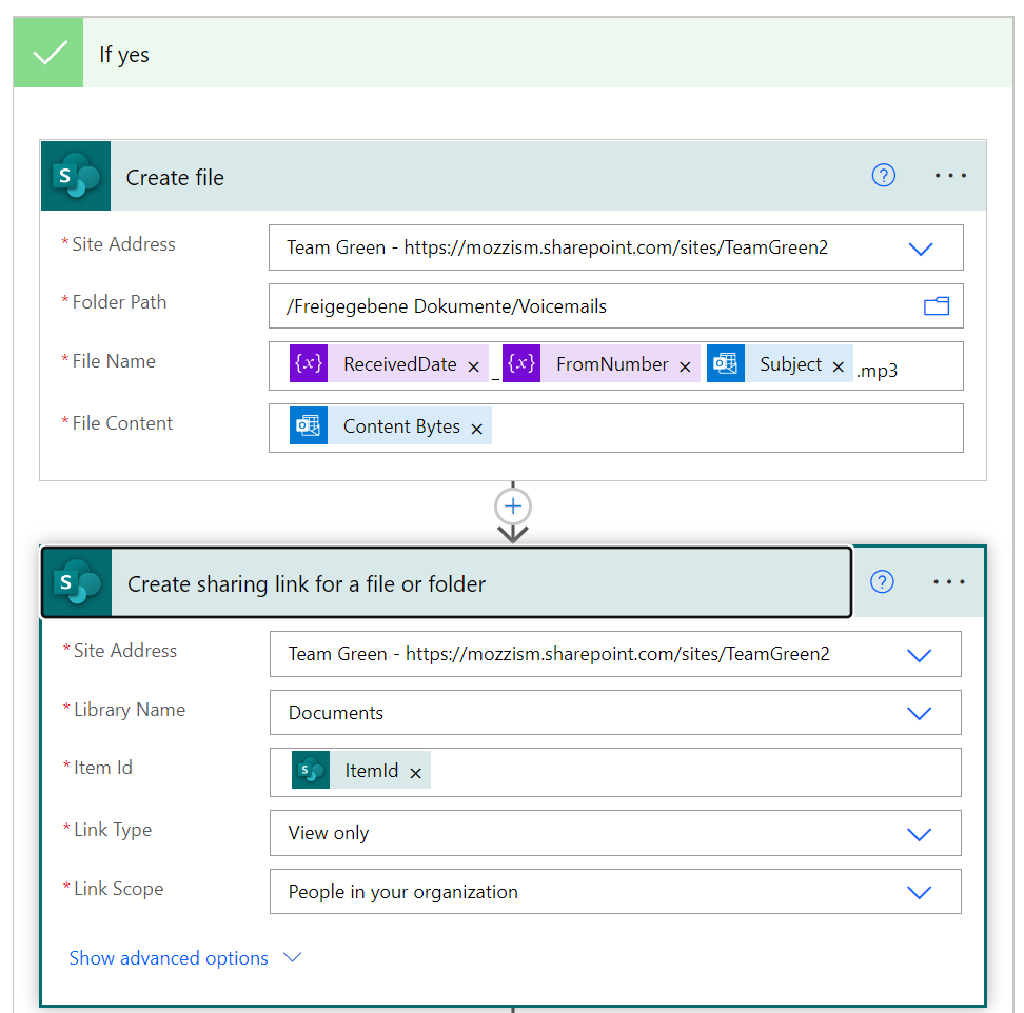 If yes
Create file
* Site Address
Team Green - https://mozzism.sharepoint.com/sites/TeamGreen2
* Folder Path
/Freigegebene Dokumente/Voicemails
* File Name
{x} ReceivedDate × _ {x} FromNumber × Subject × .mp3
* File Content
Content Bytes ×
Create sharing link for a file or folder
* Site Address
Team Green - https://mozzism.sharepoint.com/sites/TeamGreen2
* Library Name
Documents
* Item Id
ItemId ×
* Link Type
View only
* Link Scope
People in your organization
Show advanced options